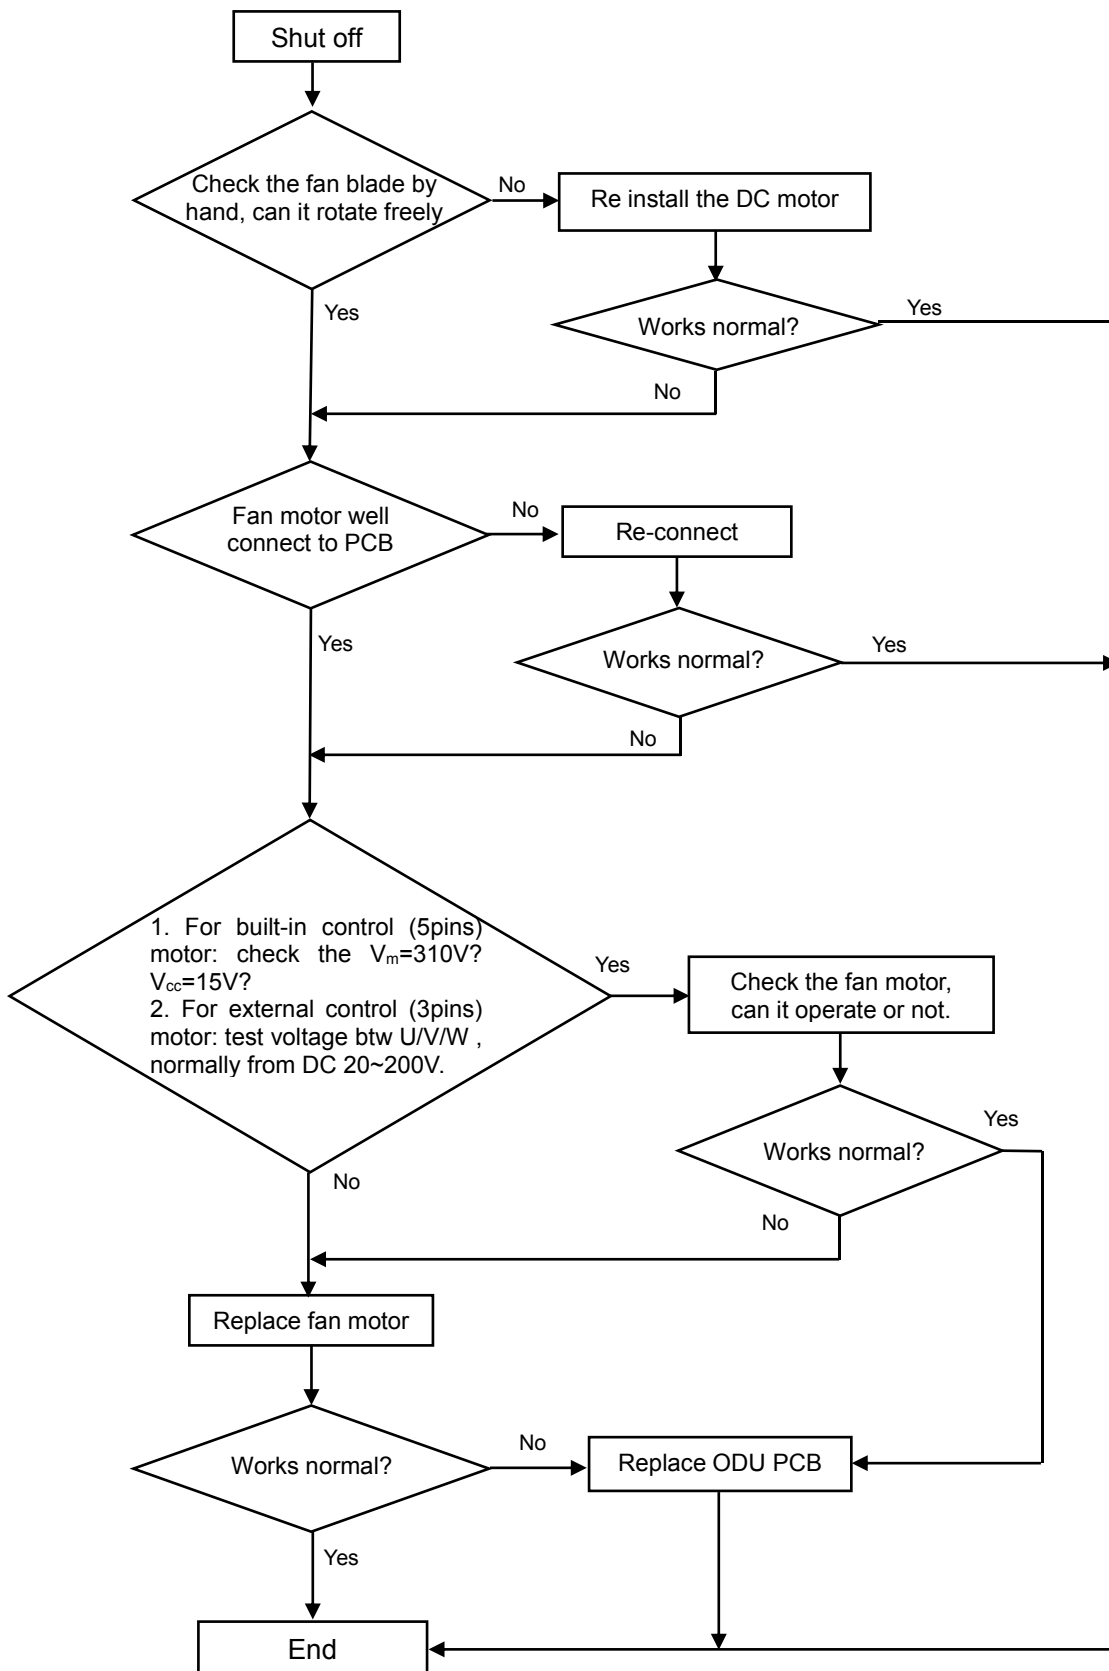 Shut off
Check the fan blade by
hand, can it rotate freely
No
Re install the DC motor
Yes
Works normal?
Yes
No
Fan motor well
connect to PCB
No
Re-connect
Yes
Works normal?
Yes
No
1. For built-in control (5pins)
motor: check the Vm=310V?
Vcc=15V?
2. For external control (3pins)
motor: test voltage btw U/V/W ,
normally from DC 20~200V.
Yes
Check the fan motor,
can it operate or not.
Works normal?
Yes
No
No
Replace fan motor
Works normal?
No
Replace ODU PCB
Yes
End